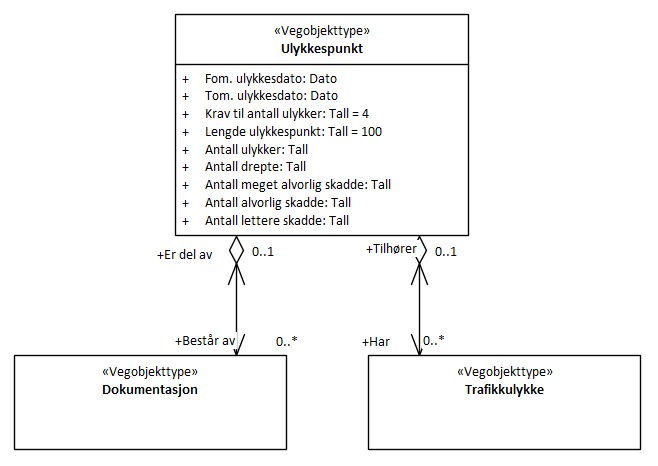 «Vegobjekttype»
Ulykkespunkt
+ Fom. ulykkesdato: Dato
+ Tom. ulykkesdato: Dato
+ Krav til antall ulykker: Tall = 4
+ Lengde ulykkespunkt: Tall = 100
+ Antall ulykker: Tall
+ Antall drepte: Tall
+ Antall meget alvorlig skadde: Tall
+ Antall alvorlig skadde: Tall
+ Antall lettere skadde: Tall
+Er del av 0..1 +Tilhører 0..1
+Består av 0..* +Har 0..*
«Vegobjekttype»
Dokumentasjon
«Vegobjekttype»
Trafikkulykke